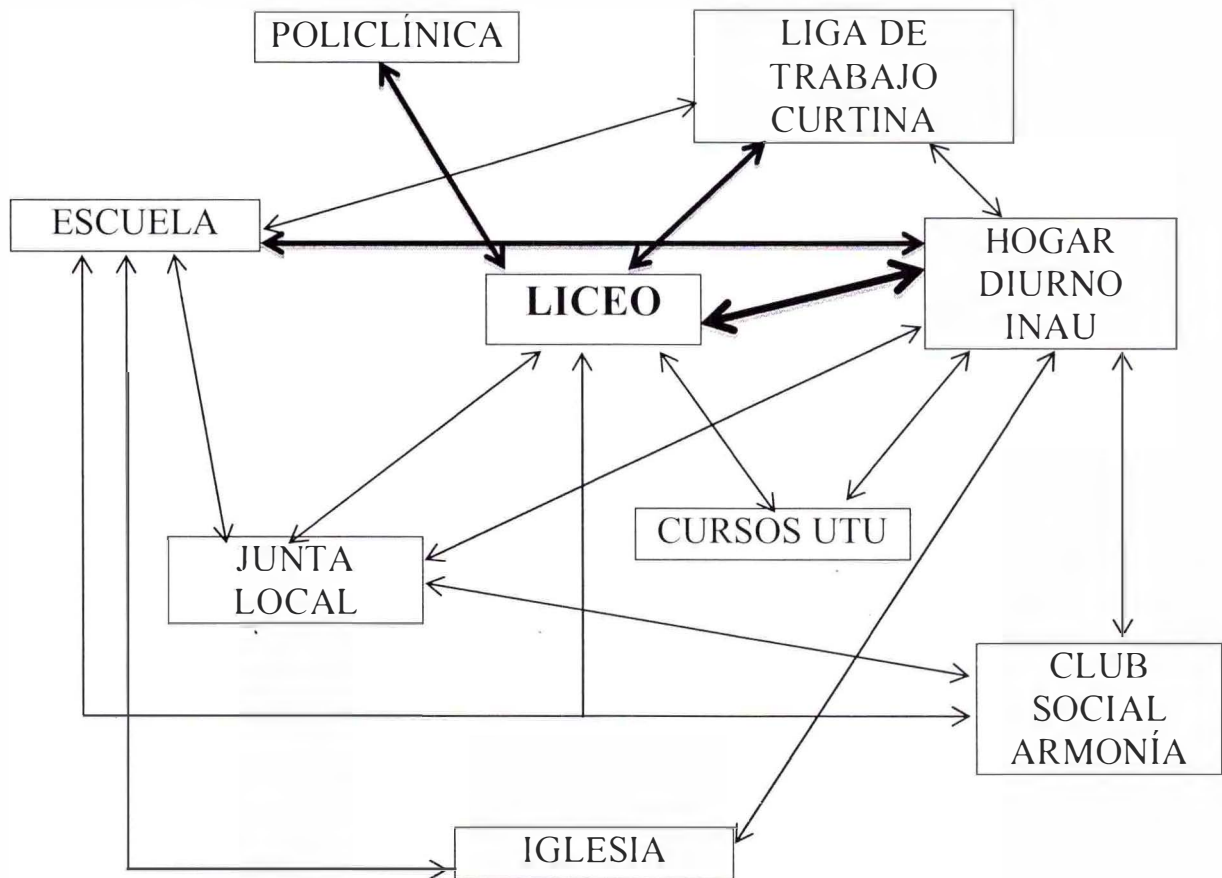 POLICLÍNICA
LIGA DE
TRABAJO
CURTINA
ESCUELA
HOGAR
DIURNO
INAU
LICEO
CURSOS UTU
JUNTA
LOCAL
CLUB
SOCIAL
ARMONÍA
IGLESIA